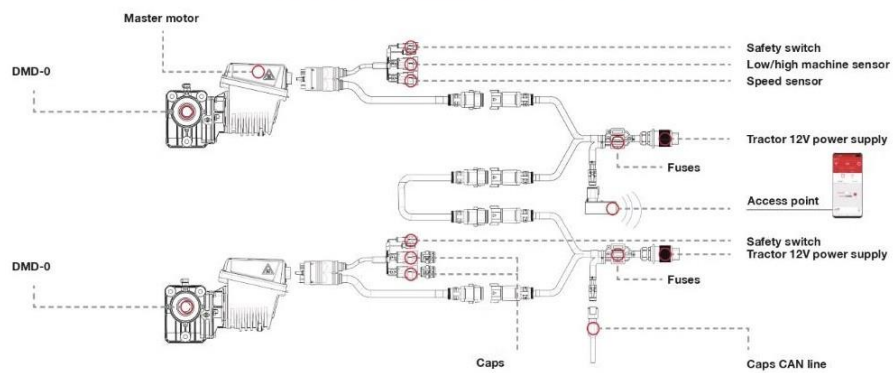 Master motor
DMD-0
Safety switch
Low/high machine sensor
Speed sensor
Tractor 12V power supply
Fuses
Access point
Safety switch
Tractor 12V power supply
DMD-0
Fuses
Caps
Caps CAN line